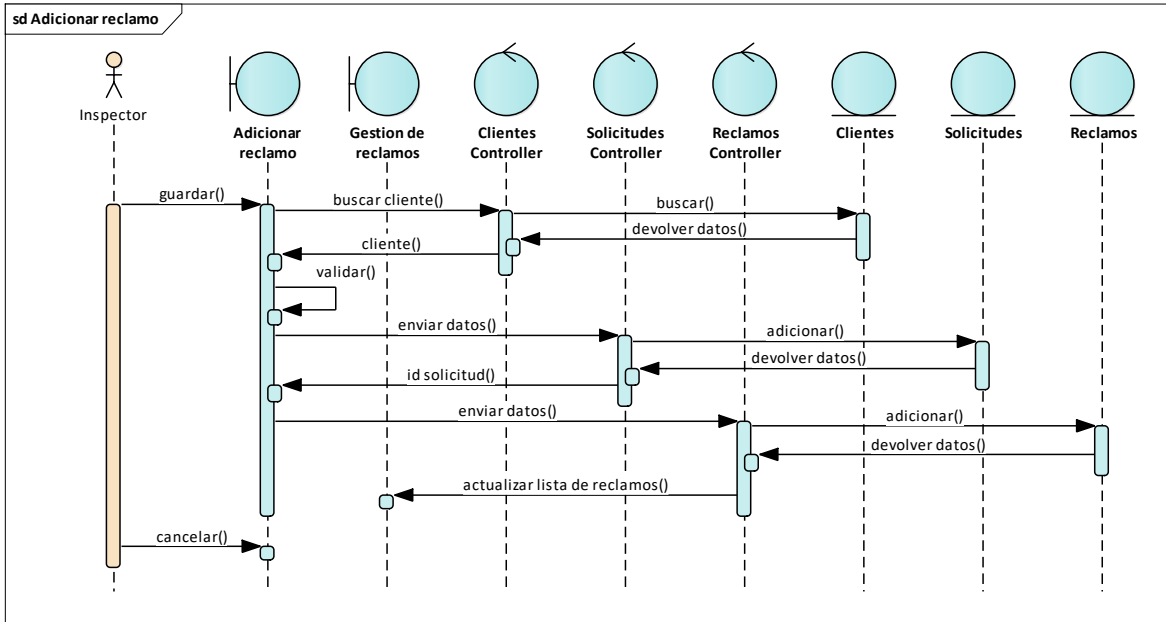 sd Adicionar reclamo
Inspector
Adicionar
reclamo
Gestion de
reclamos
Clientes
Controller
Solicitudes
Controller
Reclamos
Controller
Clientes
Solicitudes
Reclamos
guardar()
buscar cliente()
buscar()
devolver datos()
cliente()
validar()
enviar datos()
adicionar()
devolver datos()
id solicitud()
enviar datos()
adicionar()
devolver datos()
actualizar lista de reclamos()
cancelar()